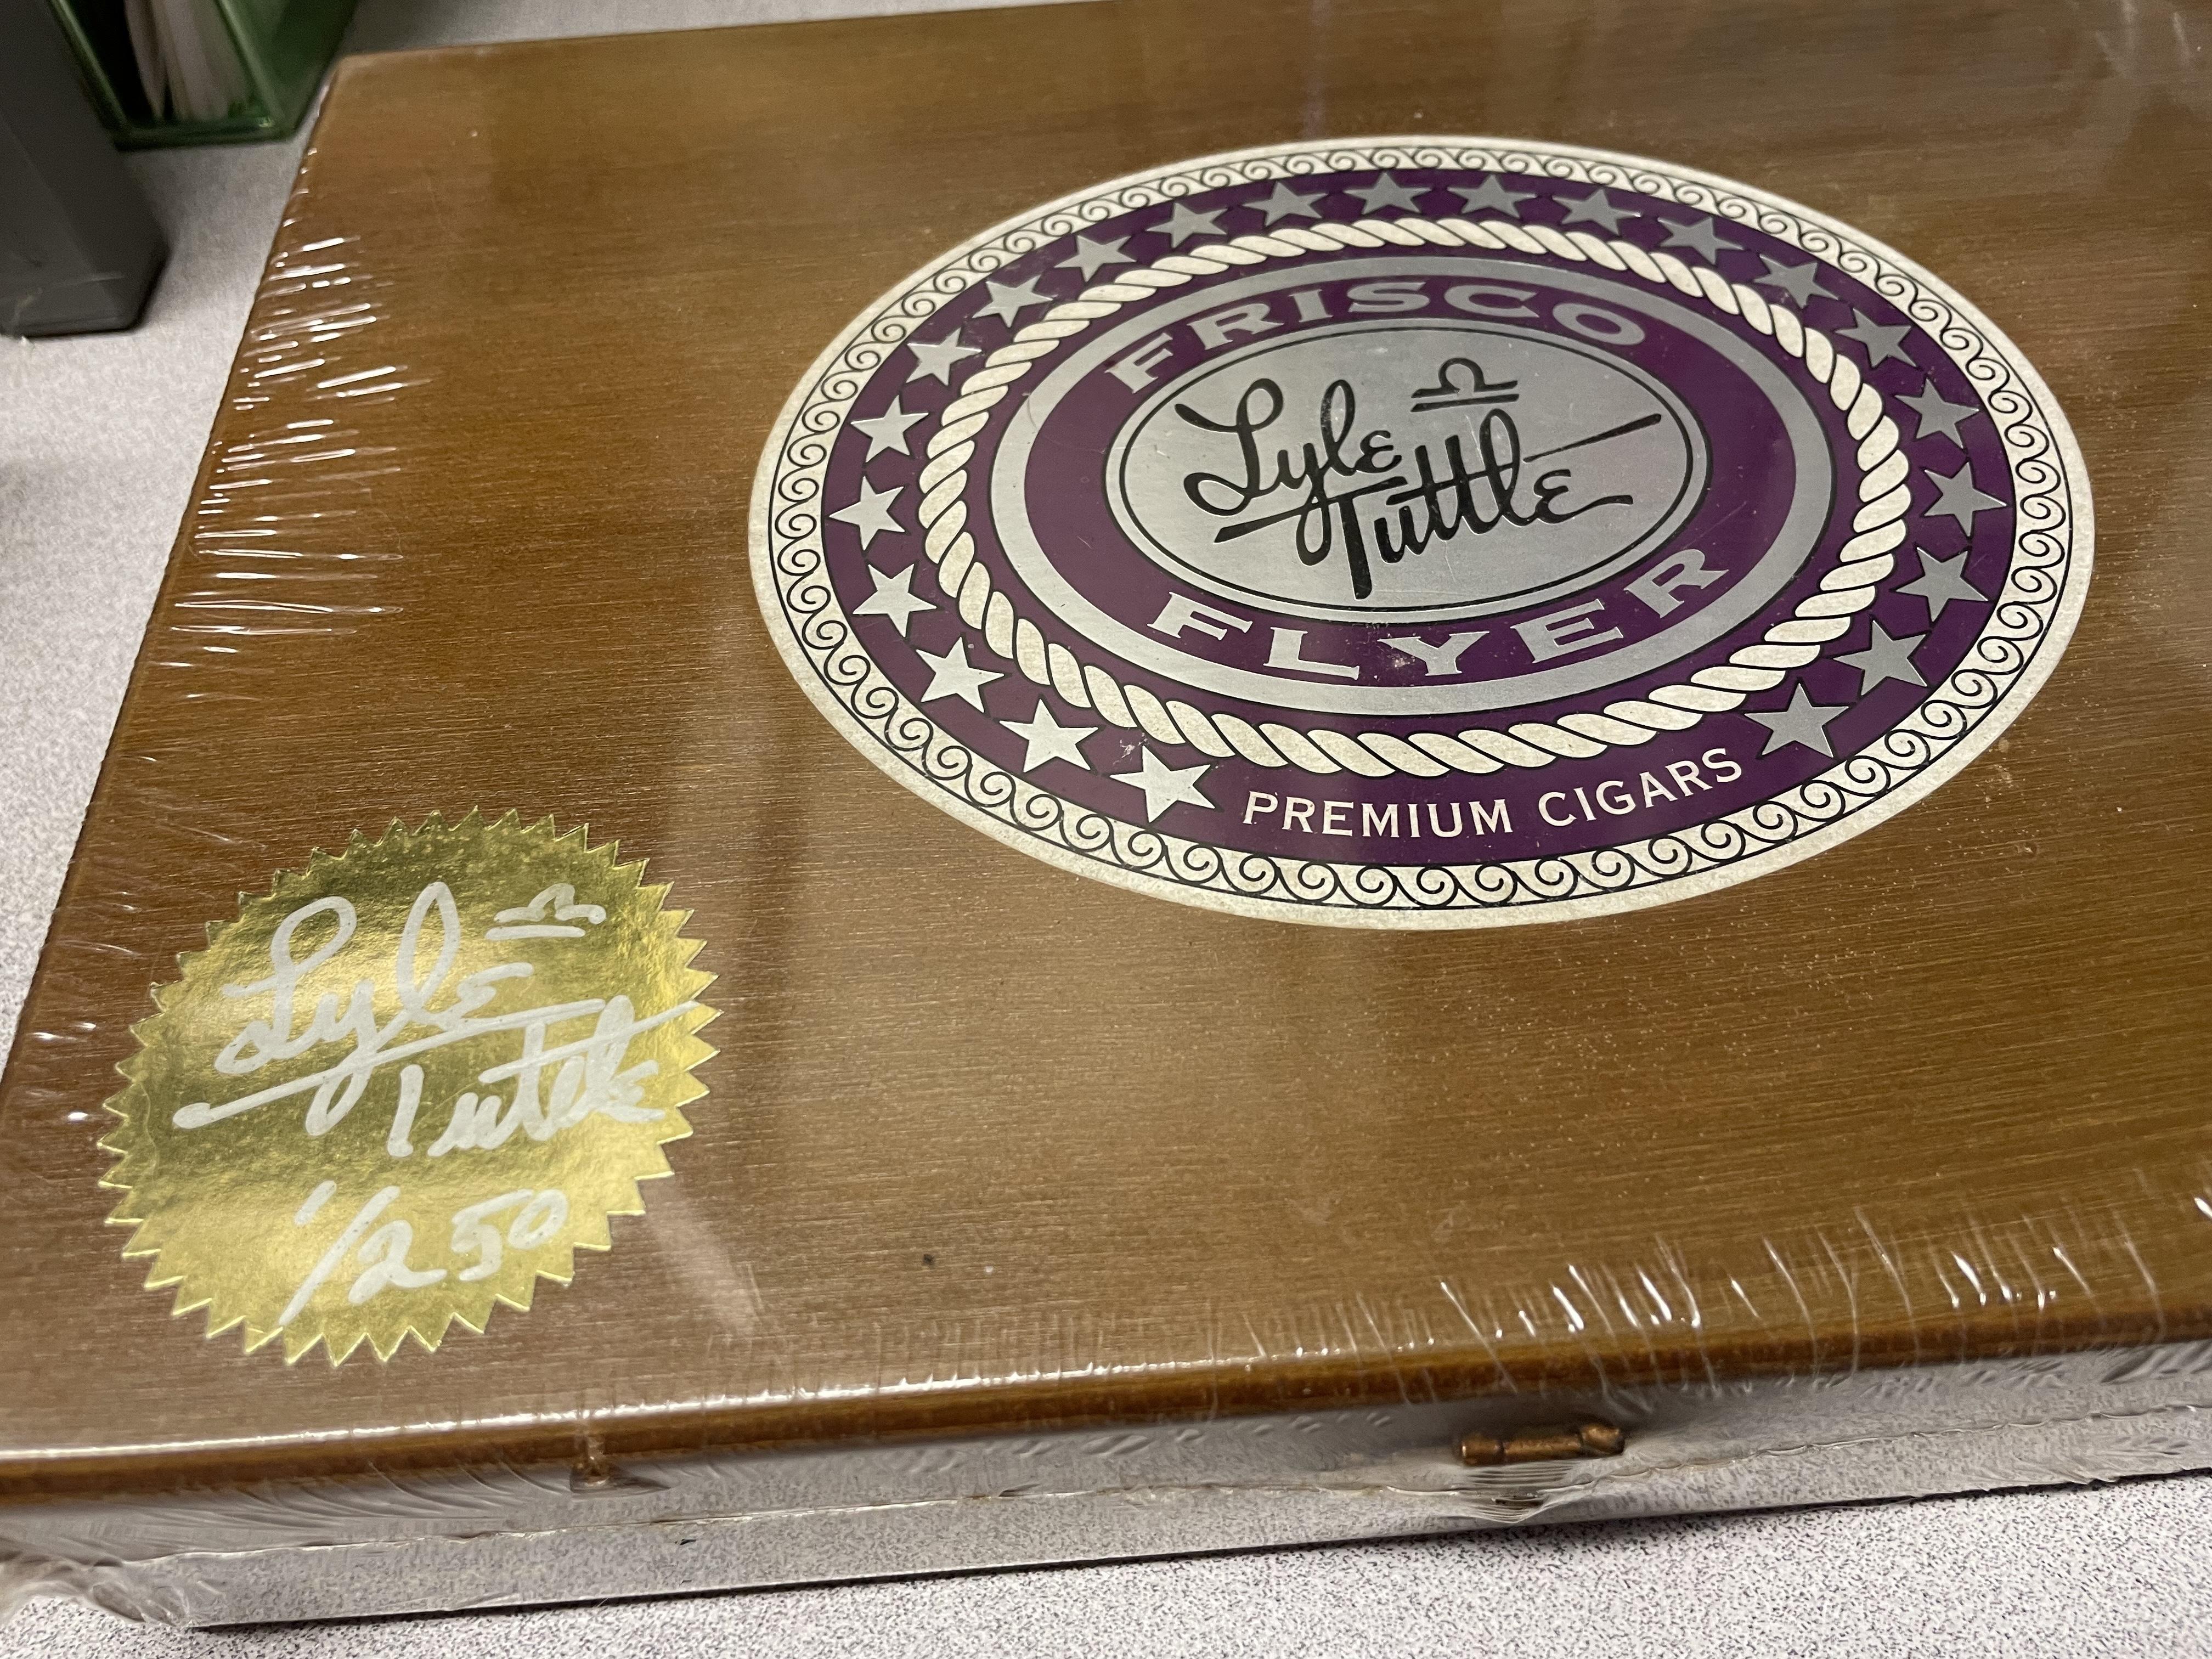 FRISCO
Lyle ♎
Tuttle
FLYER
PREMIUM CIGARS
Lyle ♎
Tuttle
1/250